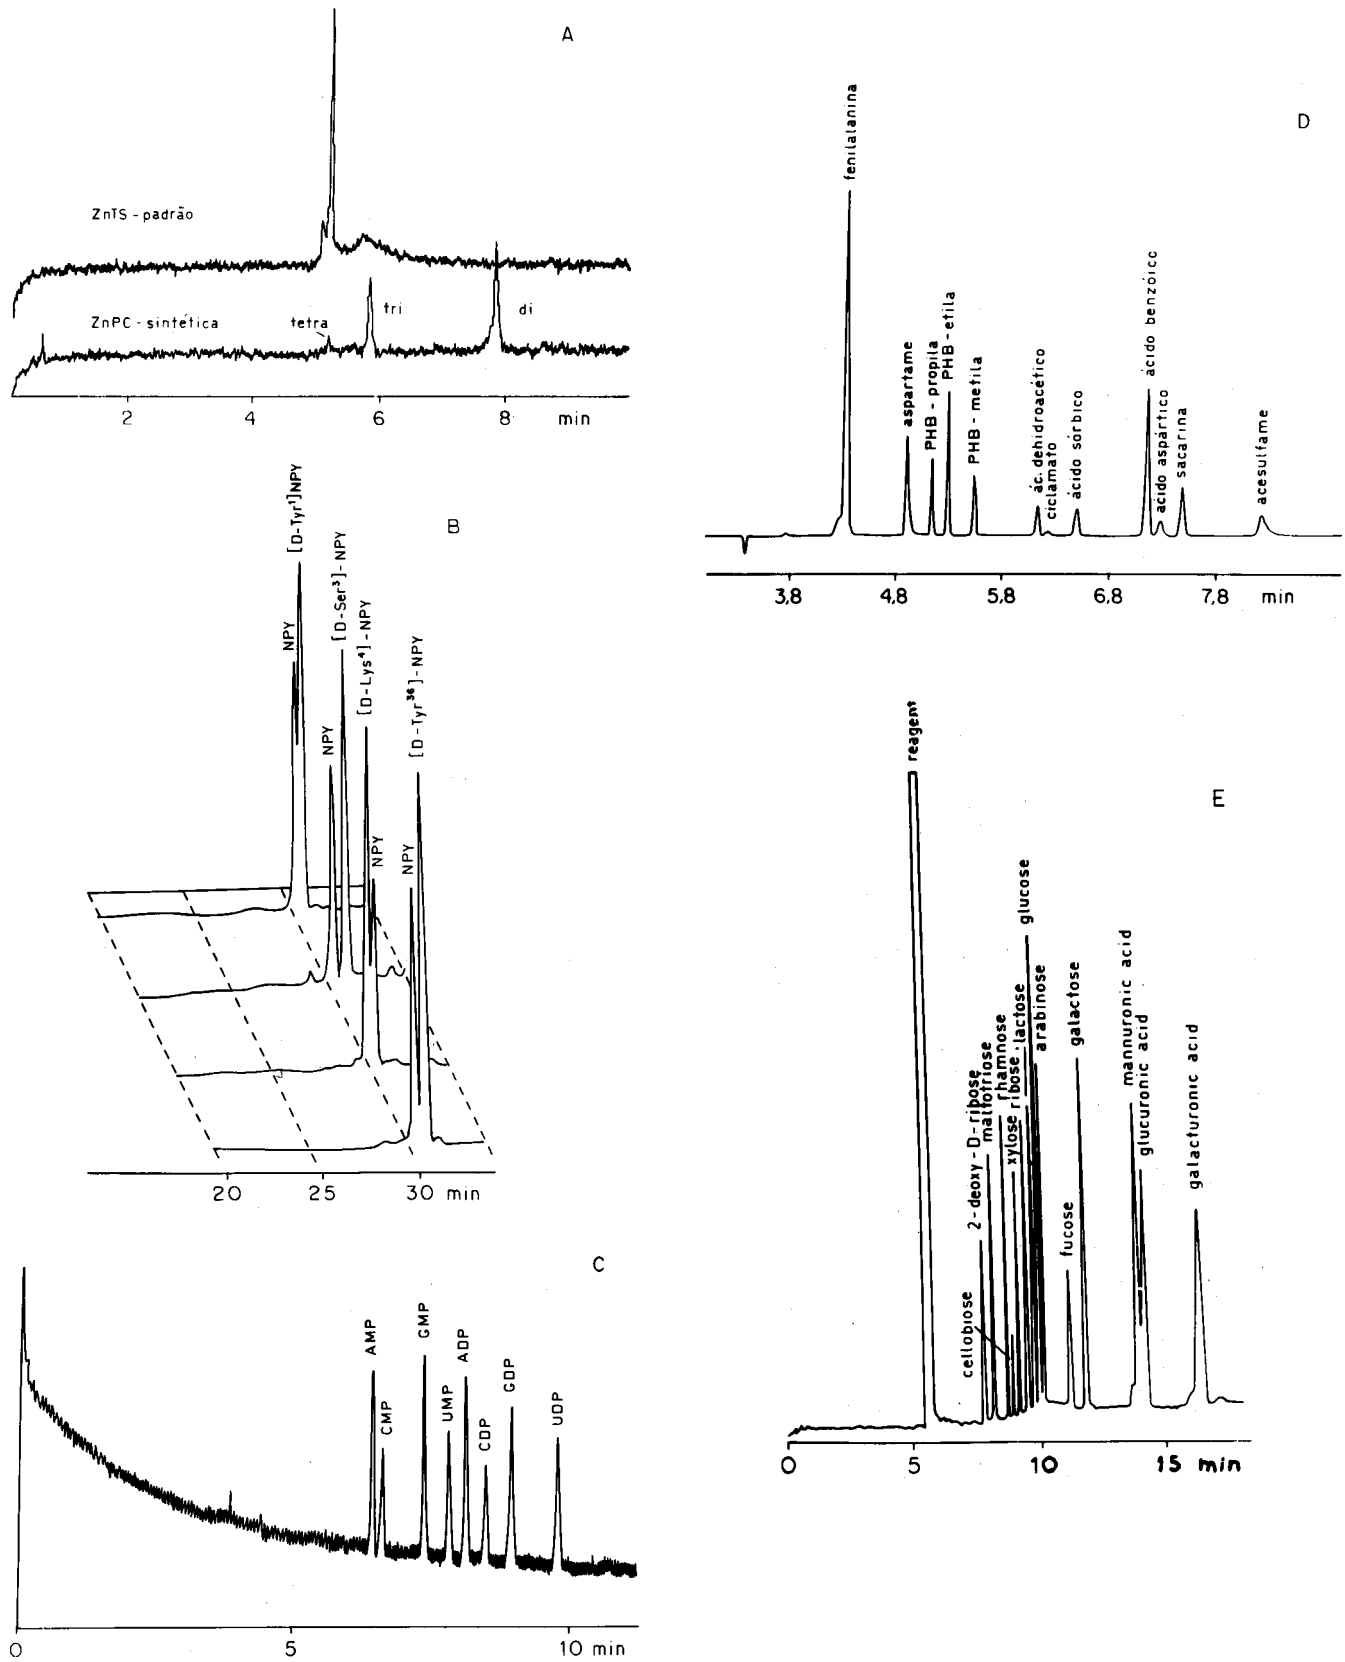 A
ZnTS - padrão
ZnPC - sintética
tetra
tri
di
2 4 6 8 min
B
NPY
[D-Tyr¹]NPY
NPY
[D-Ser³]-NPY
[D-Lys⁴]-NPY
NPY
NPY
[D-Tyr³⁶]-NPY
20 25 30 min
C
AMP
CMP
GMP
UMP
ADP
CDP
GDP
UDP
0 5 10 min
D
fenilalanina
aspartame
PHB - propila
PHB - etila
PHB - metila
ác. dehidroacético
ciclamato
ácido sórbico
ácido benzóico
ácido aspártico
sacarina
acesulfame
3,8 4,8 5,8 6,8 7,8 min
E
reagent
cellobiose
2-deoxy-D-ribose
maltotriose
rhamnose
xylose
ribose
lactose
glucose
arabinose
fucose
galactose
mannuronic acid
glucuronic acid
galacturonic acid
0 5 10 15 min